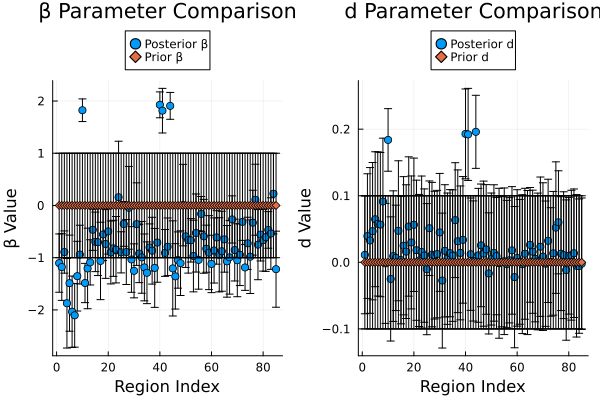 β Parameter Comparison
Posterior β
Prior β
2
1
0
−1
−2
β Value
0
20
40
60
80
Region Index
d Parameter Comparison
Posterior d
Prior d
0.2
0.1
0.0
−0.1
d Value
0
20
40
60
80
Region Index